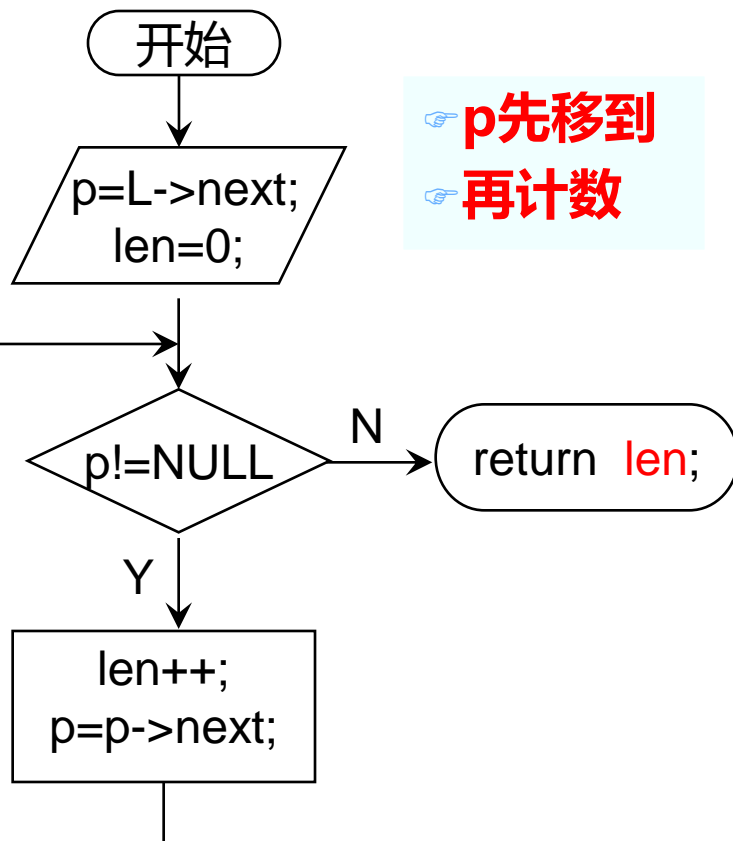 开始
☞p先移到
☞再计数
p=L->next;
len=0;
p!=NULL
N
return len;
Y
len++;
p=p->next;